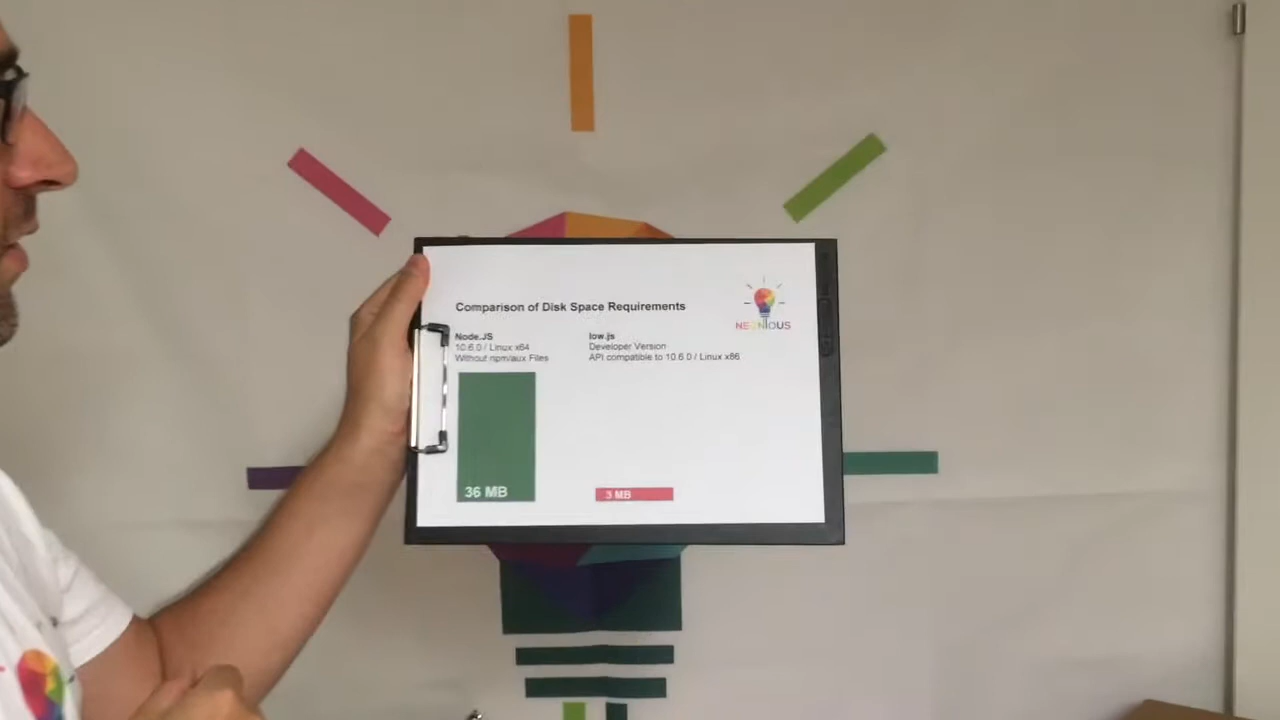 Comparison of Disk Space Requirements
NEONIOUS
Node.JS
10.6.0 / Linux x64
Without npm/aux Files
low.js
Developer Version
API compatible to 10.6.0 / Linux x86
36 MB
3 MB